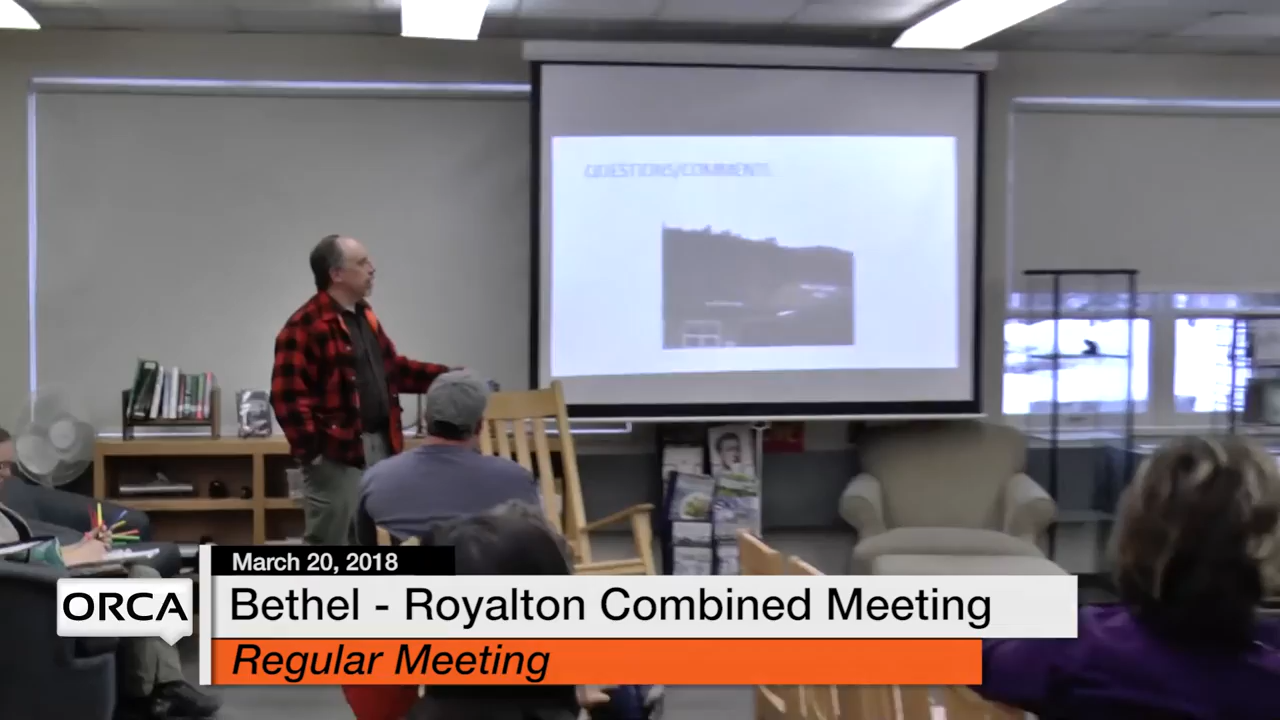 QUESTIONS/COMMENTS
March 20, 2018
ORCA
Bethel - Royalton Combined Meeting
Regular Meeting